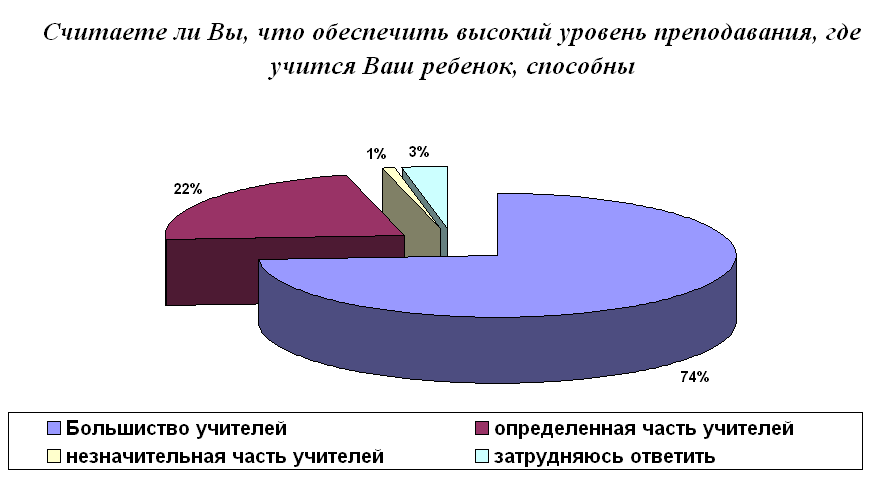 Считаете ли Вы, что обеспечить высокий уровень преподавания, где
учится Ваш ребенок, способны
1%
3%
22%
74%
Большиство учителей
определенная часть учителей
незначительная часть учителей
затрудняюсь ответить